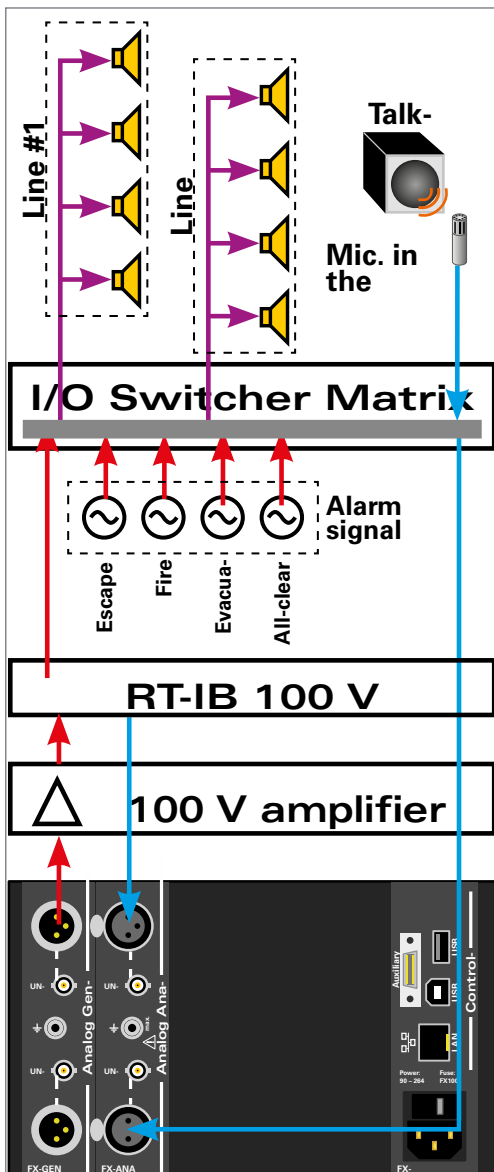 Line #1
Line
Talk-
Mic. in
the
I/O Switcher Matrix
Alarm
signal
Escape
Fire
Evacua-
All-clear
RT-IB 100 V
100 V amplifier
UN-
UN-
Analog Gen-
FX-GEN
UN-
max.
UN-
Analog Ana-
FX-ANA
Auxiliary
USB
USB
LAN
Control-
Power:
90 – 264
Fuse:
FX100
FX-